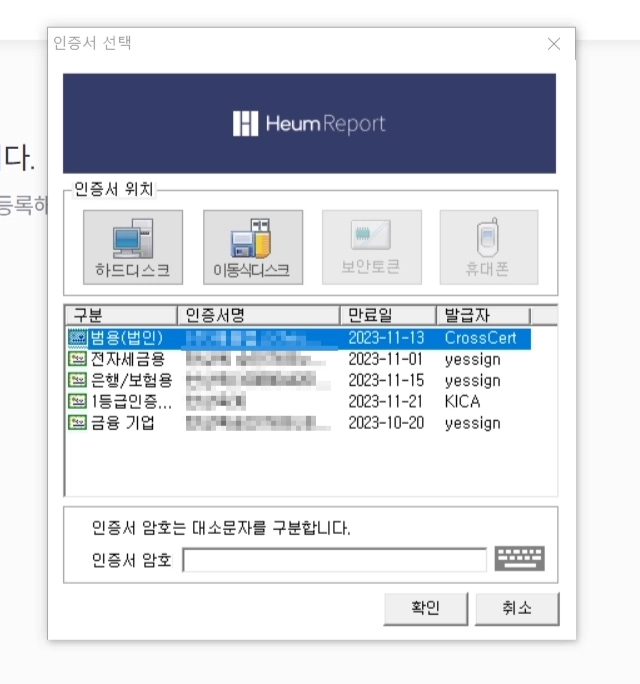 인증서 선택
Heum Report
다.
등록해
인증서 위치
하드디스크 이동식디스크 보안토큰 휴대폰
구분 인증서명 만료일 발급자
범용(법인) 2023-11-13 CrossCert
전자세금용 2023-11-01 yessign
은행/보험용 2023-11-15 yessign
1등급인증... 2023-11-21 KICA
금융 기업 2023-10-20 yessign
인증서 암호는 대소문자를 구분합니다.
인증서 암호
확인 취소